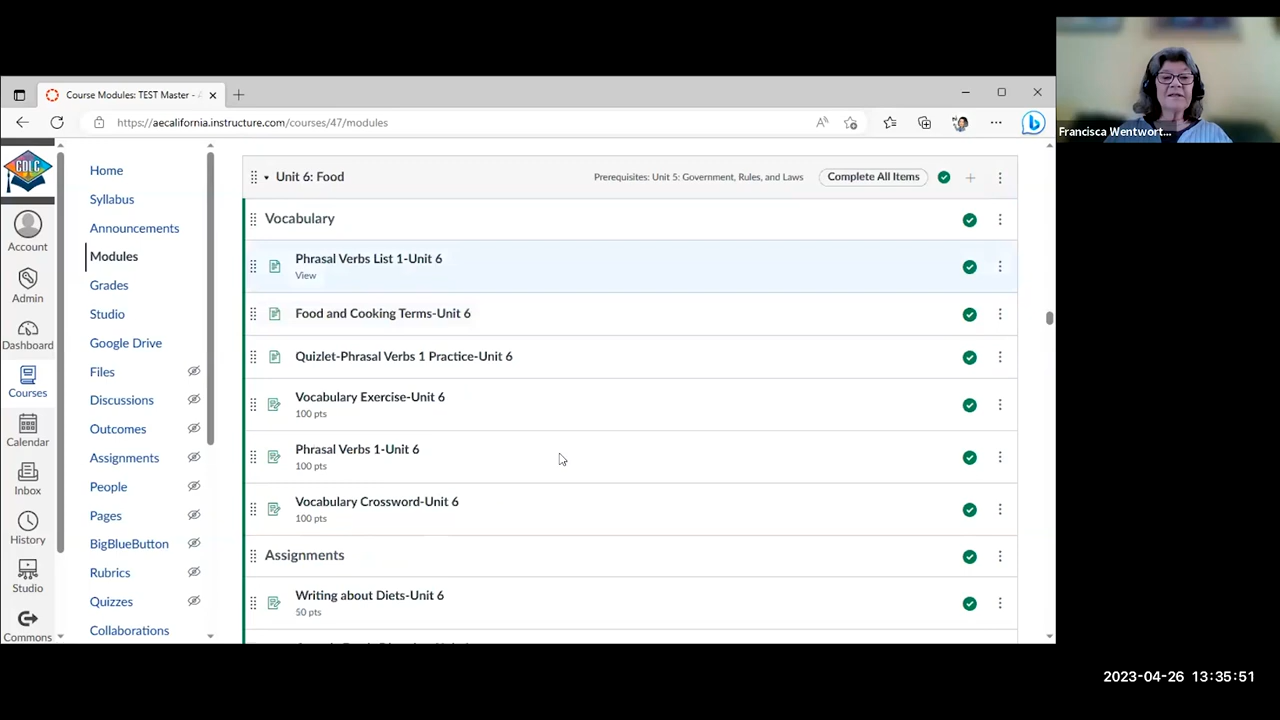 Course Modules: TEST Master -
https://aecalifornia.instructure.com/courses/47/modules
Francisca Wentwort...
COLC
Account
Admin
Dashboard
Courses
Calendar
Inbox
History
Studio
Commons
Home
Syllabus
Announcements
Modules
Grades
Studio
Google Drive
Files
Discussions
Outcomes
Assignments
People
Pages
BigBlueButton
Rubrics
Quizzes
Collaborations
Unit 6: Food
Prerequisites: Unit 5: Government, Rules, and Laws
Complete All Items
Vocabulary
Phrasal Verbs List 1-Unit 6
View
Food and Cooking Terms-Unit 6
Quizlet-Phrasal Verbs 1 Practice-Unit 6
Vocabulary Exercise-Unit 6
100 pts
Phrasal Verbs 1-Unit 6
100 pts
Vocabulary Crossword-Unit 6
100 pts
Assignments
Writing about Diets-Unit 6
50 pts
2023-04-26 13:35:51